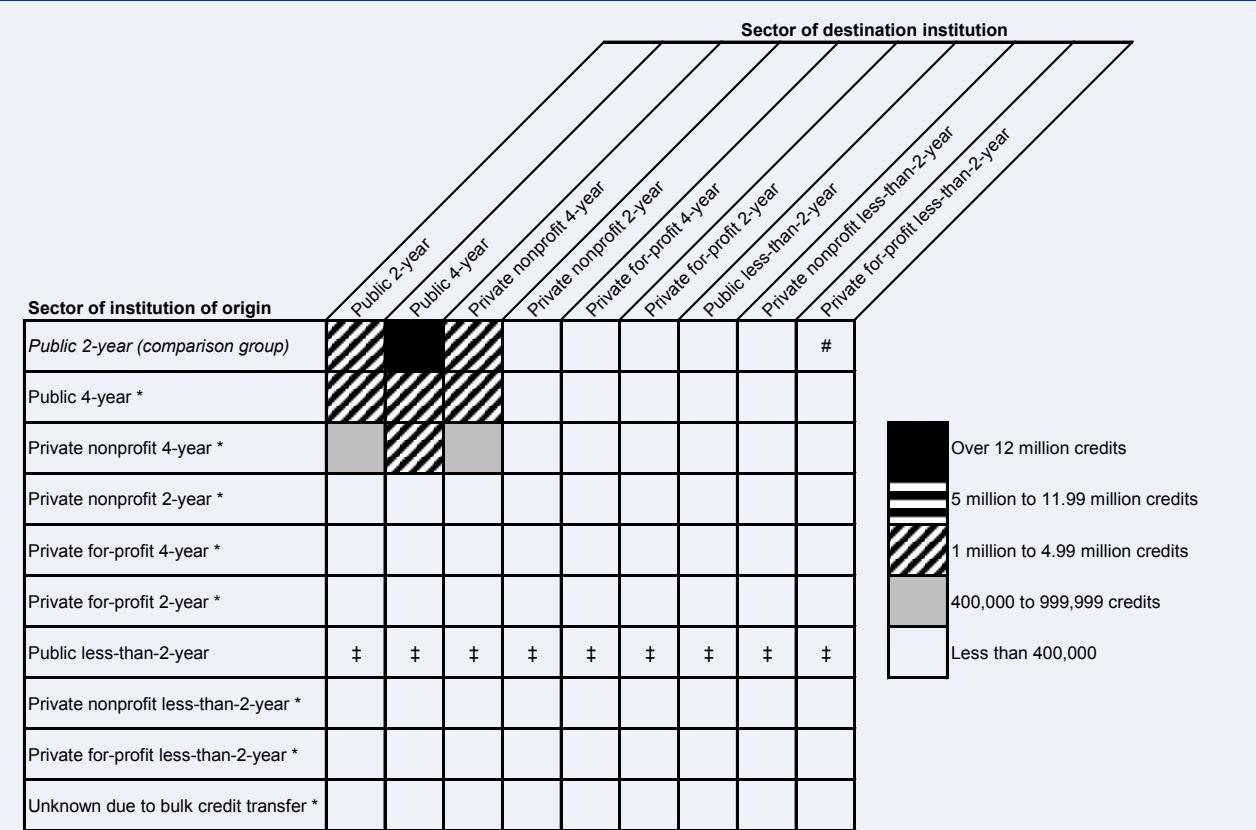 Sector of destination institution
Public 2-year
Public 4-year
Private nonprofit 4-year
Private nonprofit 2-year
Private for-profit 4-year
Private for-profit 2-year
Public less-than-2-year
Private nonprofit less-than-2-year
Private for-profit less-than-2-year
Sector of institution of origin
Public 2-year (comparison group) #
Public 4-year *
Private nonprofit 4-year *
Private nonprofit 2-year *
Private for-profit 4-year *
Private for-profit 2-year *
Public less-than-2-year ‡ ‡ ‡ ‡ ‡ ‡ ‡ ‡ ‡
Private nonprofit less-than-2-year *
Private for-profit less-than-2-year *
Unknown due to bulk credit transfer *
Over 12 million credits
5 million to 11.99 million credits
1 million to 4.99 million credits
400,000 to 999,999 credits
Less than 400,000